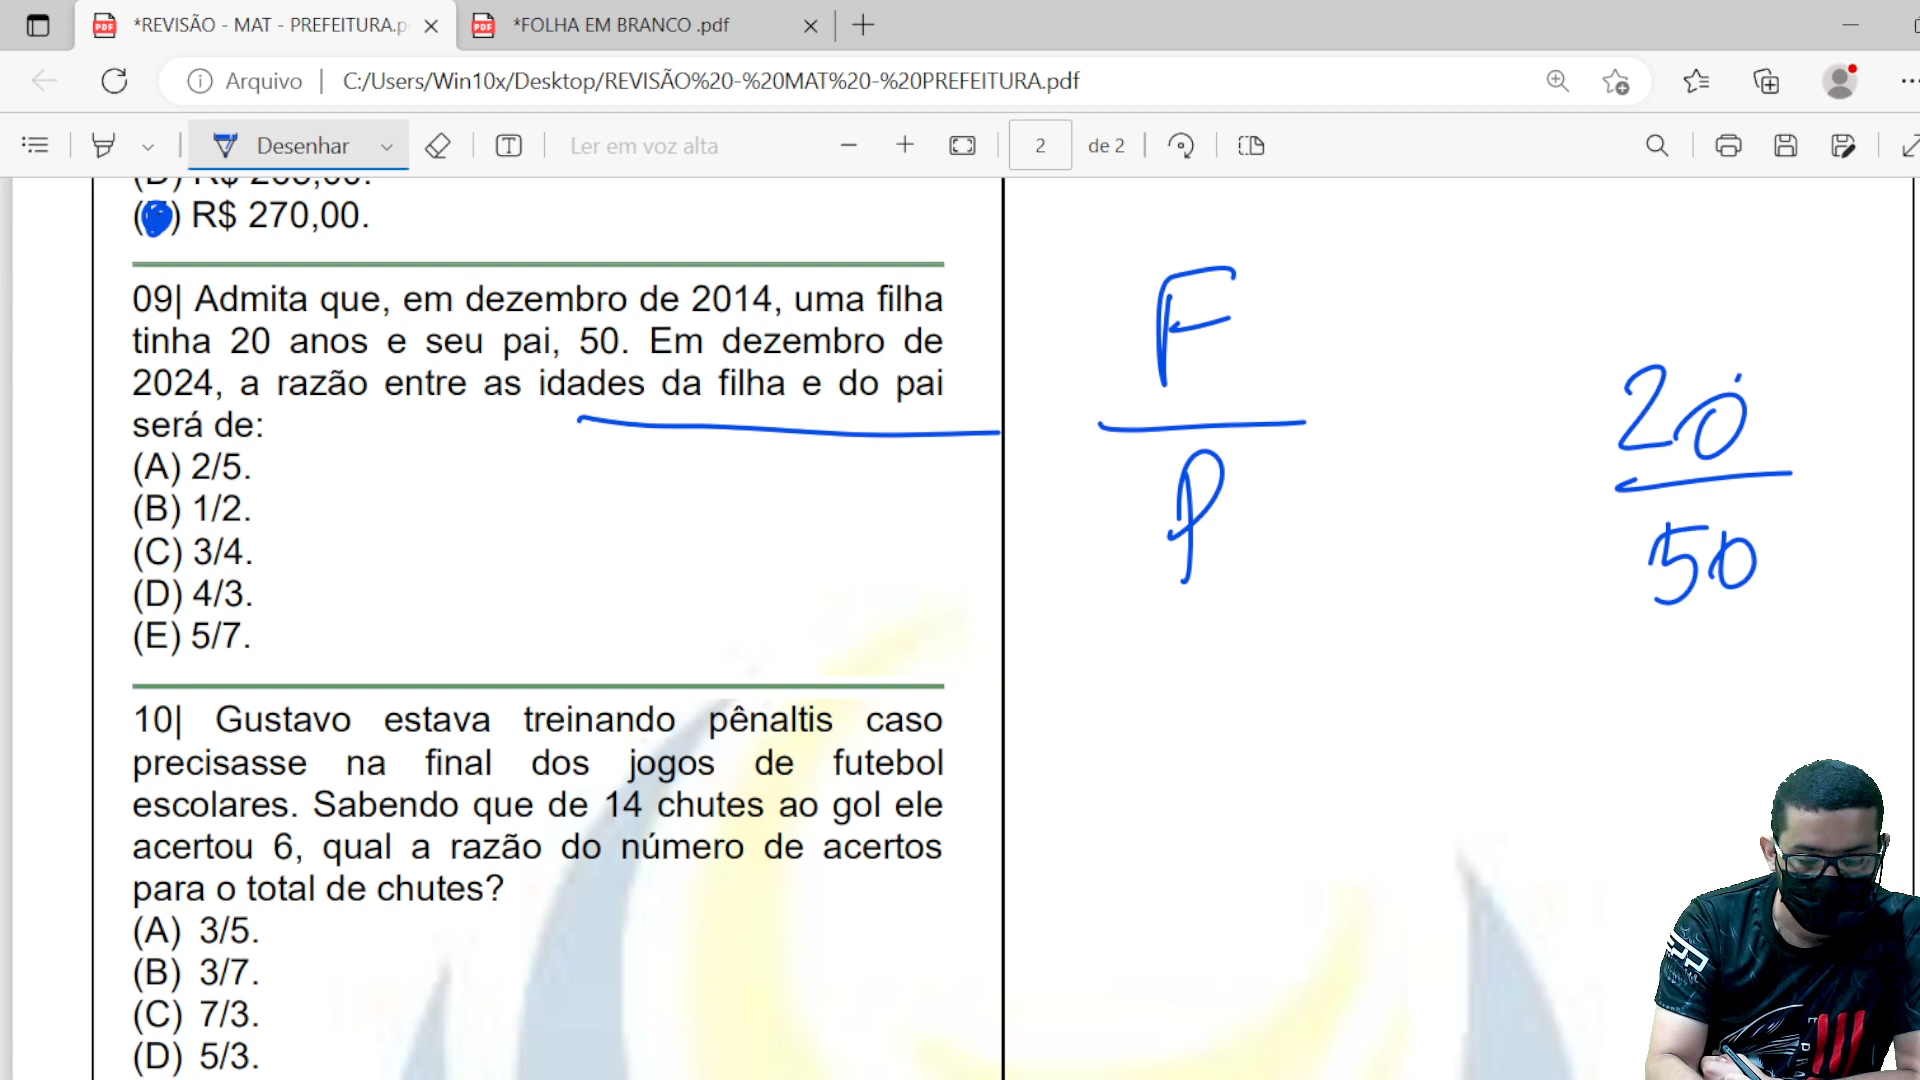 *REVISÃO - MAT - PREFEITURA.p
*FOLHA EM BRANCO .pdf
Arquivo
C:/Users/Win10x/Desktop/REVISÃO%20-%20MAT%20-%20PREFEITURA.pdf
Desenhar
Ler em voz alta
2
de 2
(D) R$ 265,00.
( ) R$ 270,00.
09| Admita que, em dezembro de 2014, uma filha
tinha 20 anos e seu pai, 50. Em dezembro de
2024, a razão entre as idades da filha e do pai
será de:
(A) 2/5.
(B) 1/2.
(C) 3/4.
(D) 4/3.
(E) 5/7.
10| Gustavo estava treinando pênaltis caso
precisasse na final dos jogos de futebol
escolares. Sabendo que de 14 chutes ao gol ele
acertou 6, qual a razão do número de acertos
para o total de chutes?
(A) 3/5.
(B) 3/7.
(C) 7/3.
(D) 5/3.
F
P
20
50